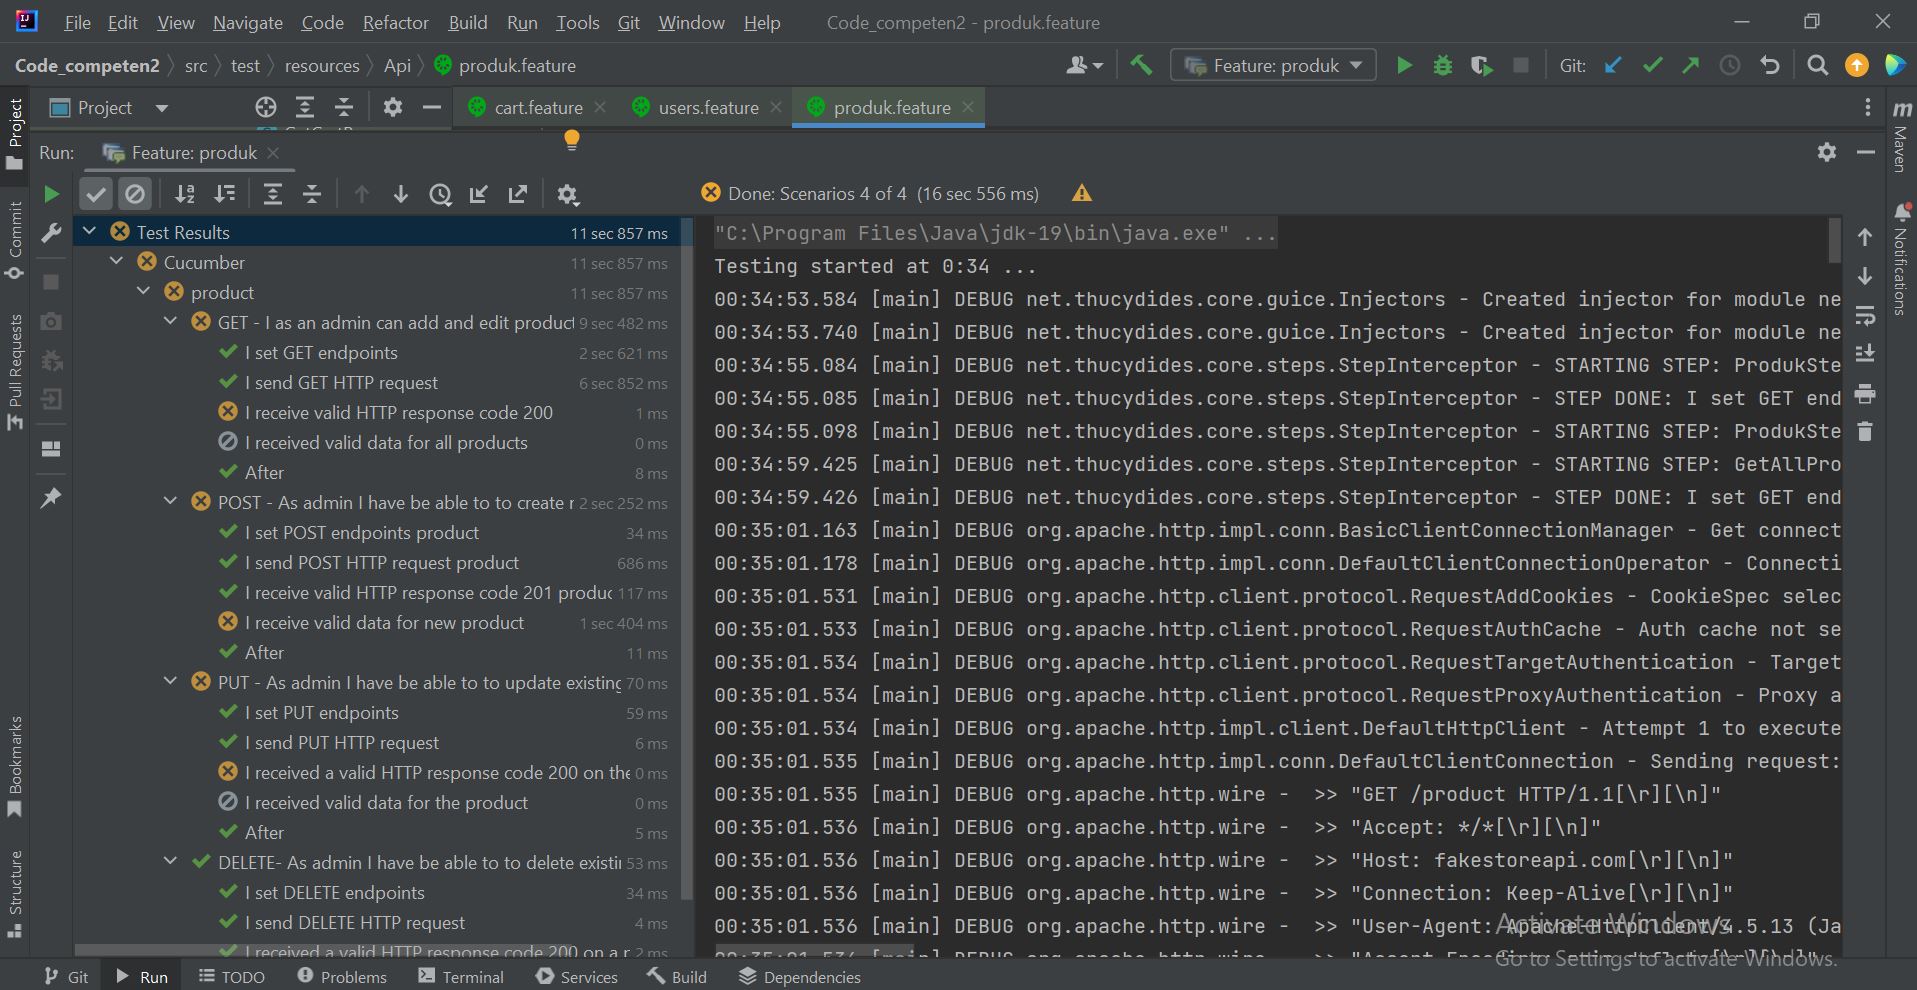 File Edit View Navigate Code Refactor Build Run Tools Git Window Help Code_competen2 - produk.feature
Code_competen2 src test resources Api produk.feature Feature: produk Git:
Project cart.feature users.feature produk.feature
Run: Feature: produk
Done: Scenarios 4 of 4 (16 sec 556 ms)
Test Results 11 sec 857 ms
Cucumber 11 sec 857 ms
product 11 sec 857 ms
GET - I as an admin can add and edit product 9 sec 482 ms
I set GET endpoints 2 sec 621 ms
I send GET HTTP request 6 sec 852 ms
I receive valid HTTP response code 200 1 ms
I received valid data for all products 0 ms
After 8 ms
POST - As admin I have be able to to create 2 sec 252 ms
I set POST endpoints product 34 ms
I send POST HTTP request product 686 ms
I receive valid HTTP response code 201 produc 117 ms
I receive valid data for new product 1 sec 404 ms
After 11 ms
PUT - As admin I have be able to to update existing 70 ms
I set PUT endpoints 59 ms
I send PUT HTTP request 6 ms
I received a valid HTTP response code 200 on the 0 ms
I received valid data for the product 0 ms
After 5 ms
DELETE- As admin I have be able to to delete existi 53 ms
I set DELETE endpoints 34 ms
I send DELETE HTTP request 4 ms
I received a valid HTTP response code 200 on a 2 ms
"C:\Program Files\Java\jdk-19\bin\java.exe" ...
Testing started at 0:34 ...
00:34:53.584 [main] DEBUG net.thucydides.core.guice.Injectors - Created injector for module ne
00:34:53.740 [main] DEBUG net.thucydides.core.guice.Injectors - Created injector for module ne
00:34:55.084 [main] DEBUG net.thucydides.core.steps.StepInterceptor - STARTING STEP: ProdukSte
00:34:55.085 [main] DEBUG net.thucydides.core.steps.StepInterceptor - STEP DONE: I set GET end
00:34:55.098 [main] DEBUG net.thucydides.core.steps.StepInterceptor - STARTING STEP: ProdukSte
00:34:59.425 [main] DEBUG net.thucydides.core.steps.StepInterceptor - STARTING STEP: GetAllPro
00:34:59.426 [main] DEBUG net.thucydides.core.steps.StepInterceptor - STEP DONE: I set GET end
00:35:01.163 [main] DEBUG org.apache.http.impl.conn.BasicClientConnectionManager - Get connect
00:35:01.178 [main] DEBUG org.apache.http.impl.conn.DefaultClientConnectionOperator - Connecti
00:35:01.531 [main] DEBUG org.apache.http.client.protocol.RequestAddCookies - CookieSpec selec
00:35:01.533 [main] DEBUG org.apache.http.client.protocol.RequestAuthCache - Auth cache not se
00:35:01.534 [main] DEBUG org.apache.http.client.protocol.RequestTargetAuthentication - Target
00:35:01.534 [main] DEBUG org.apache.http.client.protocol.RequestProxyAuthentication - Proxy a
00:35:01.534 [main] DEBUG org.apache.http.impl.client.DefaultHttpClient - Attempt 1 to execute
00:35:01.535 [main] DEBUG org.apache.http.impl.conn.DefaultClientConnection - Sending request:
00:35:01.535 [main] DEBUG org.apache.http.wire - >> "GET /product HTTP/1.1[\r][\n]"
00:35:01.536 [main] DEBUG org.apache.http.wire - >> "Accept: */*[\r][\n]"
00:35:01.536 [main] DEBUG org.apache.http.wire - >> "Host: fakestoreapi.com[\r][\n]"
00:35:01.536 [main] DEBUG org.apache.http.wire - >> "Connection: Keep-Alive[\r][\n]"
00:35:01.536 [main] DEBUG org.apache.http.wire - >> "User-Agent: Apache-HttpClient/4.5.13 (Ja
Activate Windows
Go to Settings to activate Windows.
Project
Commit
Pull Requests
Bookmarks
Structure
Maven
Notifications
Git Run TODO Problems Terminal Services Build Dependencies